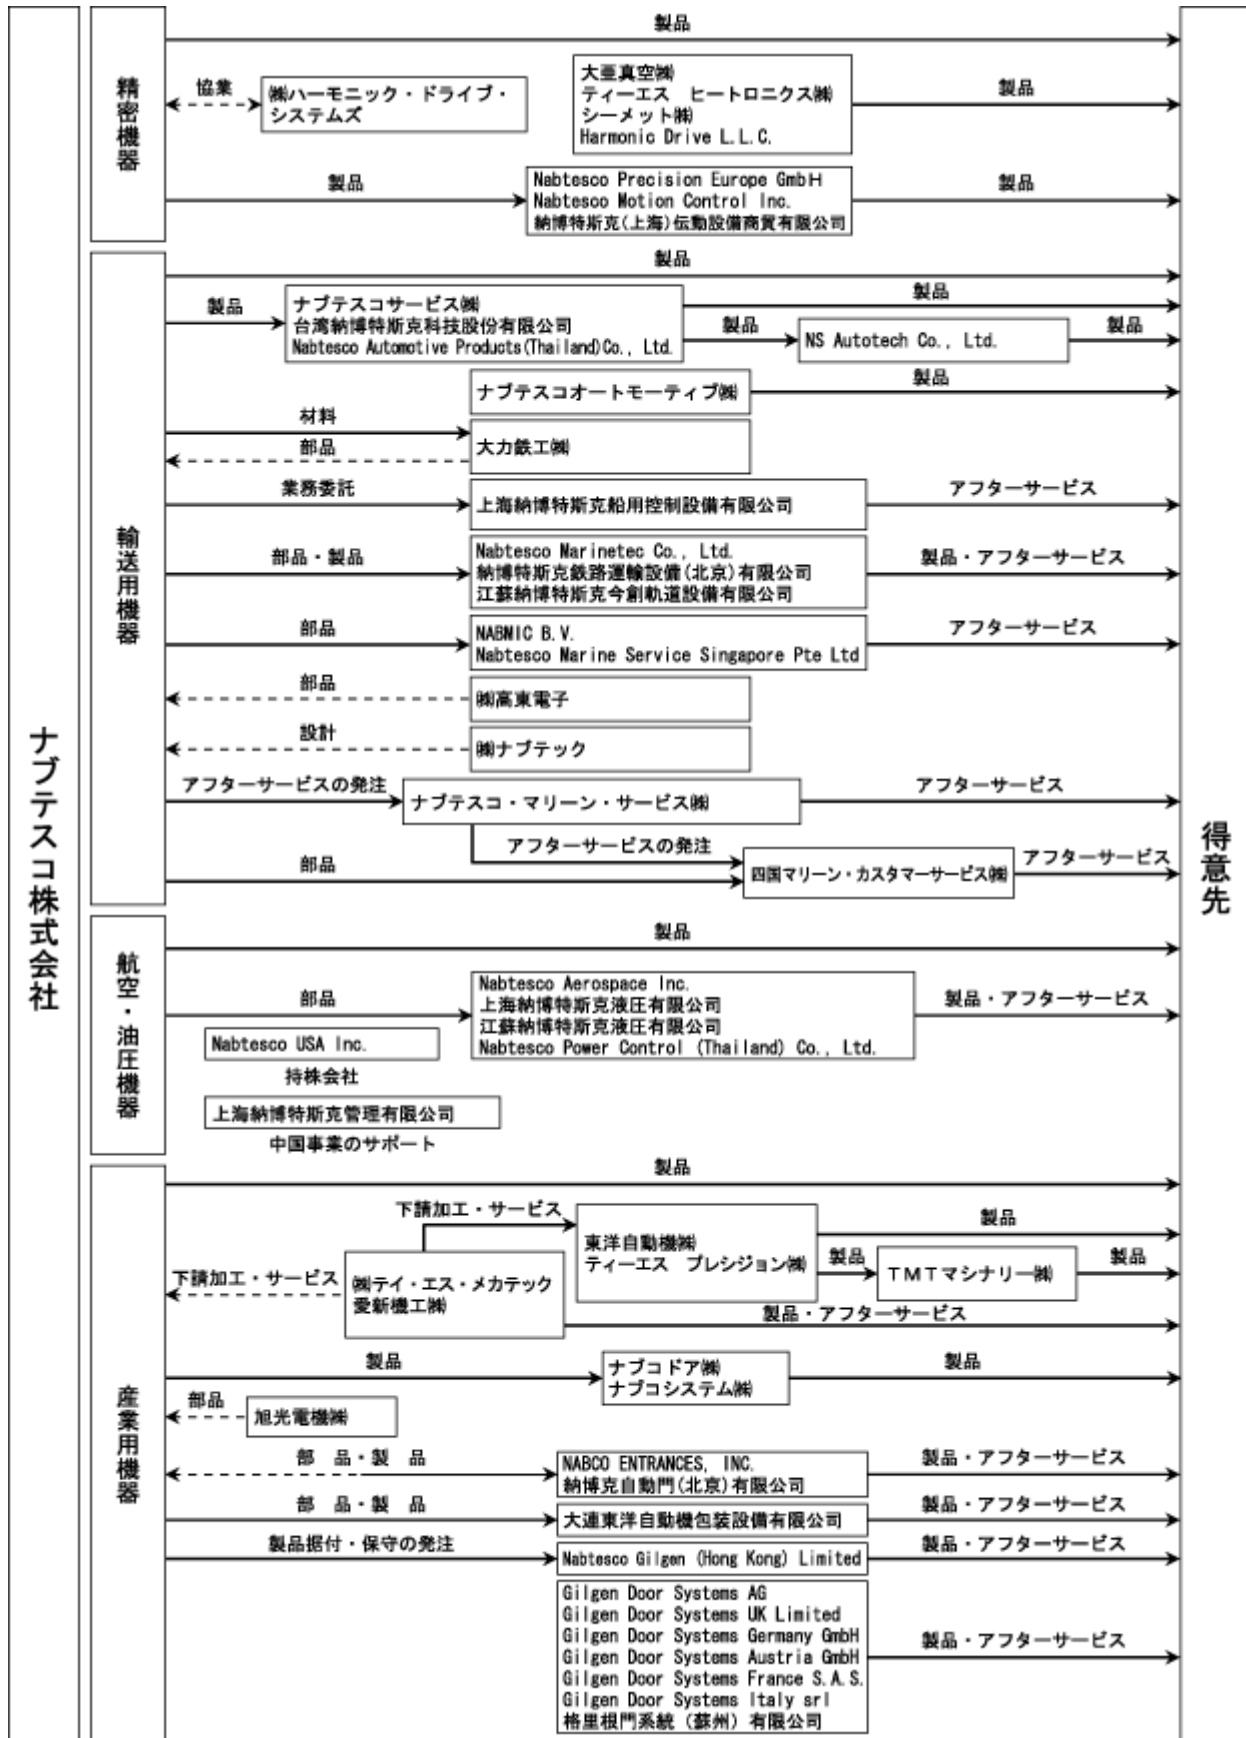 ナブテスコ株式会社
得意先
精密機器
製品
協業
㈱ハーモニック・ドライブ・
システムズ
大亜真空㈱
ティーエス ヒートロニクス㈱
シーメット㈱
Harmonic Drive L.L.C.
製品
製品
Nabtesco Precision Europe GmbH
Nabtesco Motion Control Inc.
納博特斯克(上海)伝動設備商貿有限公司
製品
輸送用機器
製品
製品
ナブテスコサービス㈱
台湾納博特斯克科技股份有限公司
Nabtesco Automotive Products(Thailand)Co., Ltd.
製品
製品
NS Autotech Co., Ltd.
製品
ナブテスコオートモーティブ㈱
製品
材料
部品
大力鉄工㈱
業務委託
上海納博特斯克船用控制設備有限公司
アフターサービス
部品・製品
Nabtesco Marinetec Co., Ltd.
納博特斯克鉄路運輸設備(北京)有限公司
江蘇納博特斯克今創軌道設備有限公司
製品・アフターサービス
部品
NABMIC B.V.
Nabtesco Marine Service Singapore Pte Ltd
アフターサービス
部品
㈱高東電子
設計
㈱ナブテック
アフターサービスの発注
ナブテスコ・マリーン・サービス㈱
アフターサービス
アフターサービスの発注
部品
四国マリーン・カスタマーサービス㈱
アフターサービス
航空・油圧機器
製品
部品
Nabtesco Aerospace Inc.
上海納博特斯克液圧有限公司
江蘇納博特斯克液圧有限公司
Nabtesco Power Control (Thailand) Co., Ltd.
製品・アフターサービス
Nabtesco USA Inc.
持株会社
上海納博特斯克管理有限公司
中国事業のサポート
産業用機器
製品
下請加工・サービス
東洋自動機㈱
ティーエス プレシジョン㈱
製品
製品
TMTマシナリー㈱
製品
下請加工・サービス
㈱テイ・エス・メカテック
愛新機工㈱
製品・アフターサービス
製品
ナブコドア㈱
ナブコシステム㈱
製品
部品
旭光電機㈱
部 品・製 品
NABCO ENTRANCES, INC.
納博克自動門(北京)有限公司
製品・アフターサービス
部 品・製 品
大連東洋自動機包装設備有限公司
製品・アフターサービス
製品据付・保守の発注
Nabtesco Gilgen (Hong Kong) Limited
製品・アフターサービス
Gilgen Door Systems AG
Gilgen Door Systems UK Limited
Gilgen Door Systems Germany GmbH
Gilgen Door Systems Austria GmbH
Gilgen Door Systems France S.A.S.
Gilgen Door Systems Italy srl
格里根門系統(蘇州)有限公司
製品・アフターサービス